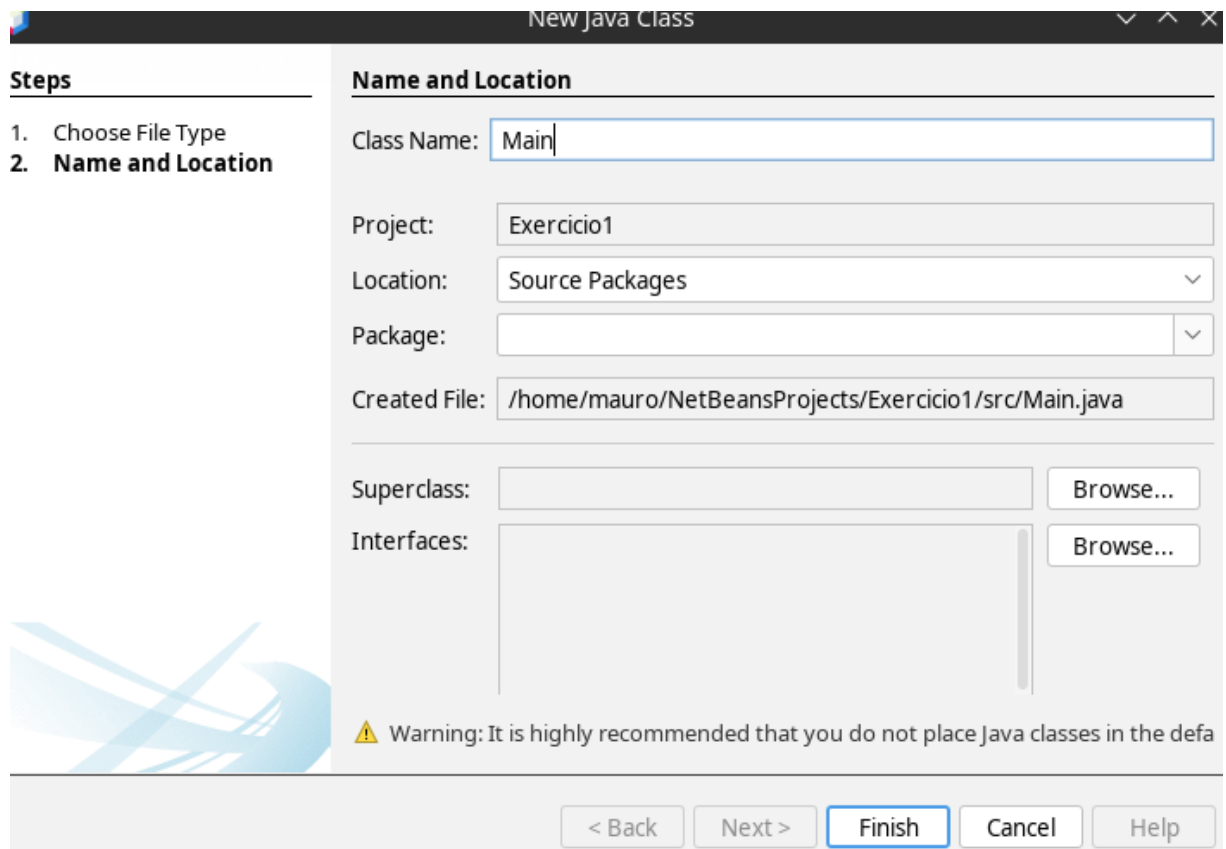 New Java Class
Steps
1. Choose File Type
2. Name and Location
Name and Location
Class Name: Main
Project: Exercicio1
Location: Source Packages
Package:
Created File: /home/mauro/NetBeansProjects/Exercicio1/src/Main.java
Superclass: Browse...
Interfaces: Browse...
Warning: It is highly recommended that you do not place Java classes in the defa
< Back Next > Finish Cancel Help